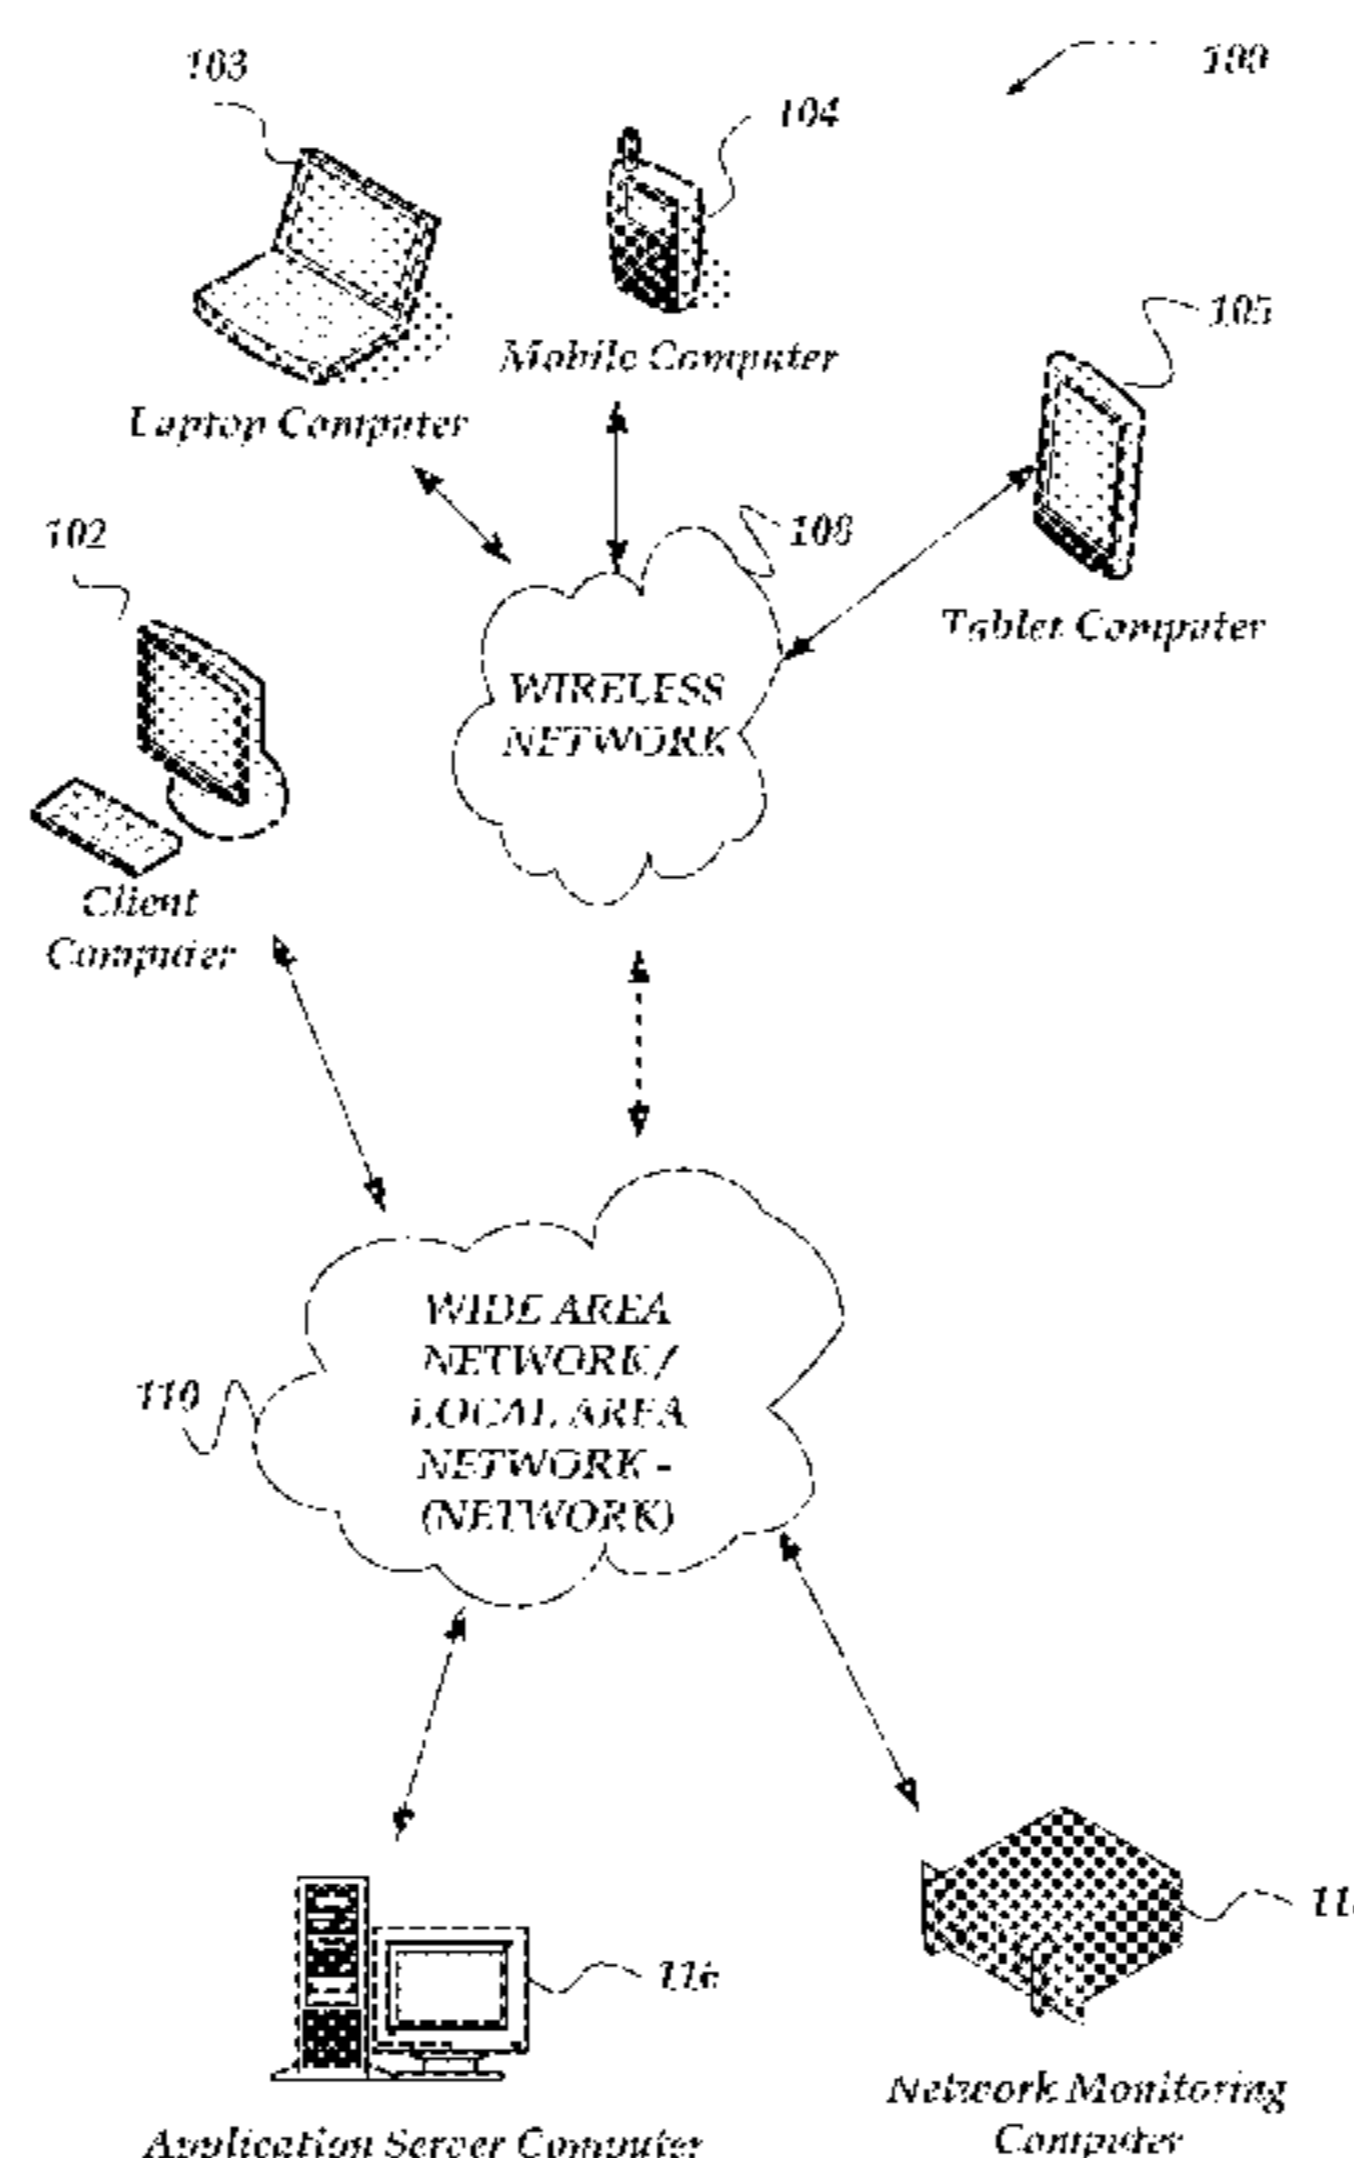 103
100
104
105
Mobile Computer
Laptop Computer
102
108
Tablet Computer
WIRELESS
NETWORK
Client
Computer
WIDE AREA
NETWORK /
LOCAL AREA
NETWORK -
(NETWORK)
110
116
Network Monitoring
Computer
Application Server Computer